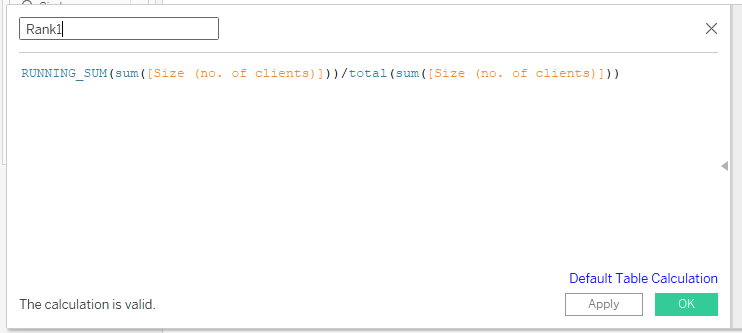 Rank1
RUNNING_SUM(sum([Size (no. of clients)]))/total(sum([Size (no. of clients)]))
Default Table Calculation
The calculation is valid.
Apply
OK